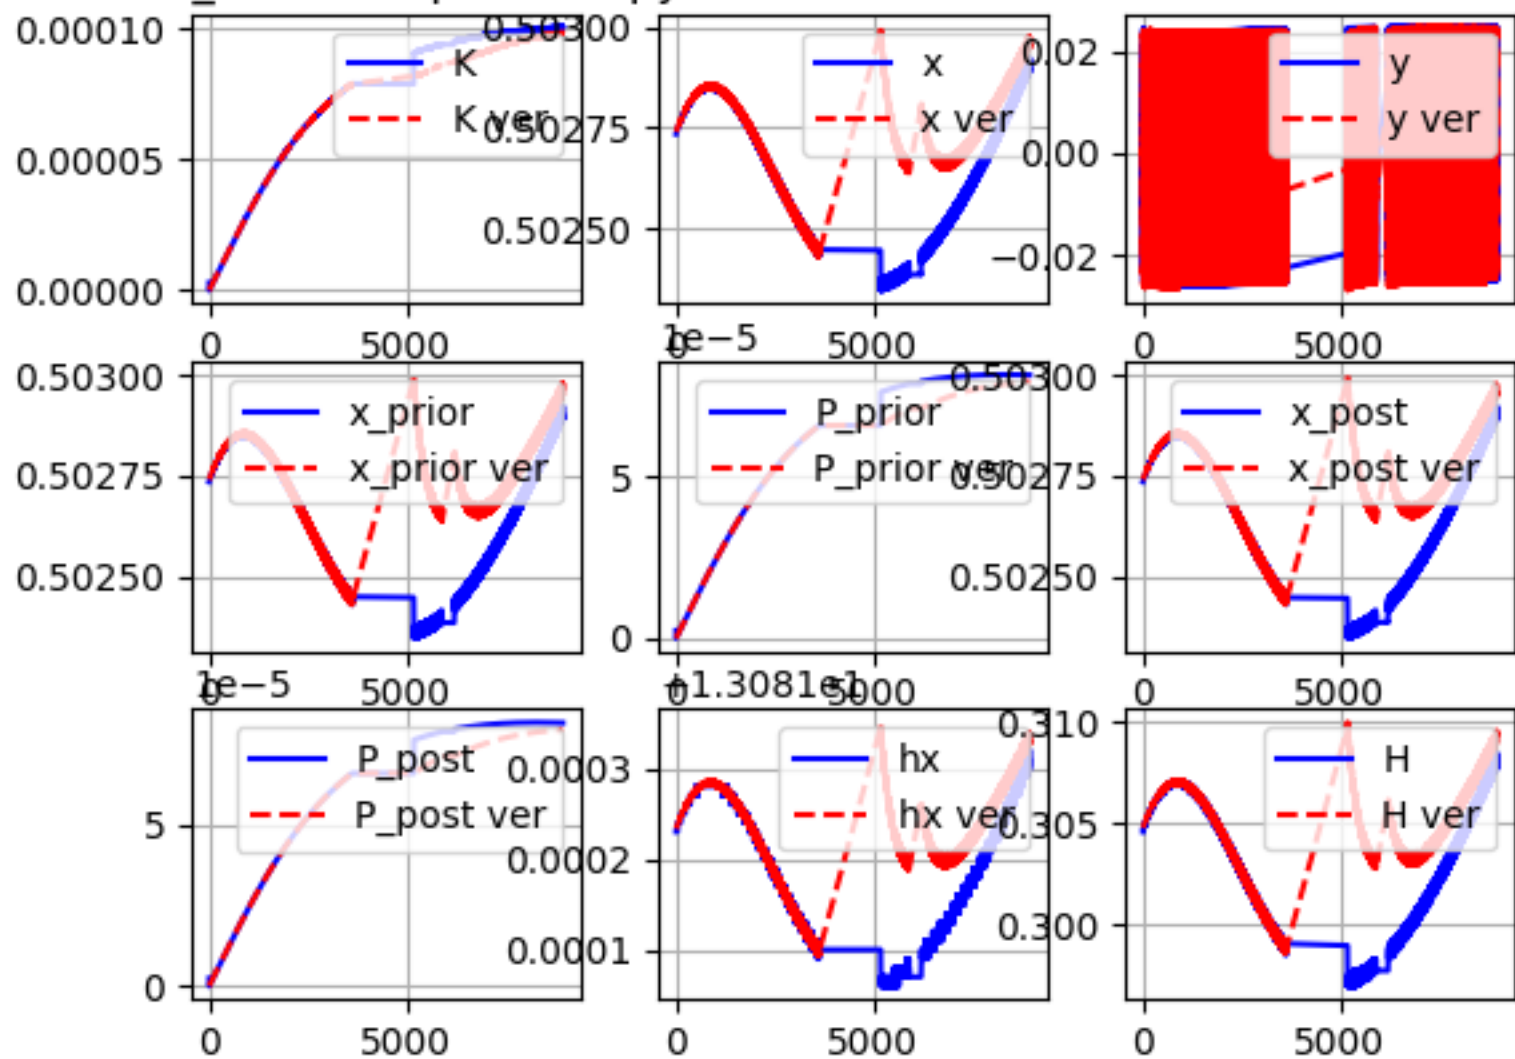 0.00010
0.00005
0.00000
K
K ver
0
5000
0.50300
0.50275
0.50250
x
x ver
0
5000
0.02
0.00
−0.02
y
y ver
0
5000
0.50300
0.50275
0.50250
x_prior
x_prior ver
0
5000
1e−5
5
0
P_prior
P_prior ver
0
5000
0.50300
0.50275
0.50250
x_post
x_post ver
0
5000
1e−5
5
0
P_post
P_post ver
0
5000
+1.3081e1
0.0003
0.0002
0.0001
hx
hx ver
0
5000
0.310
0.305
0.300
H
H ver
0
5000